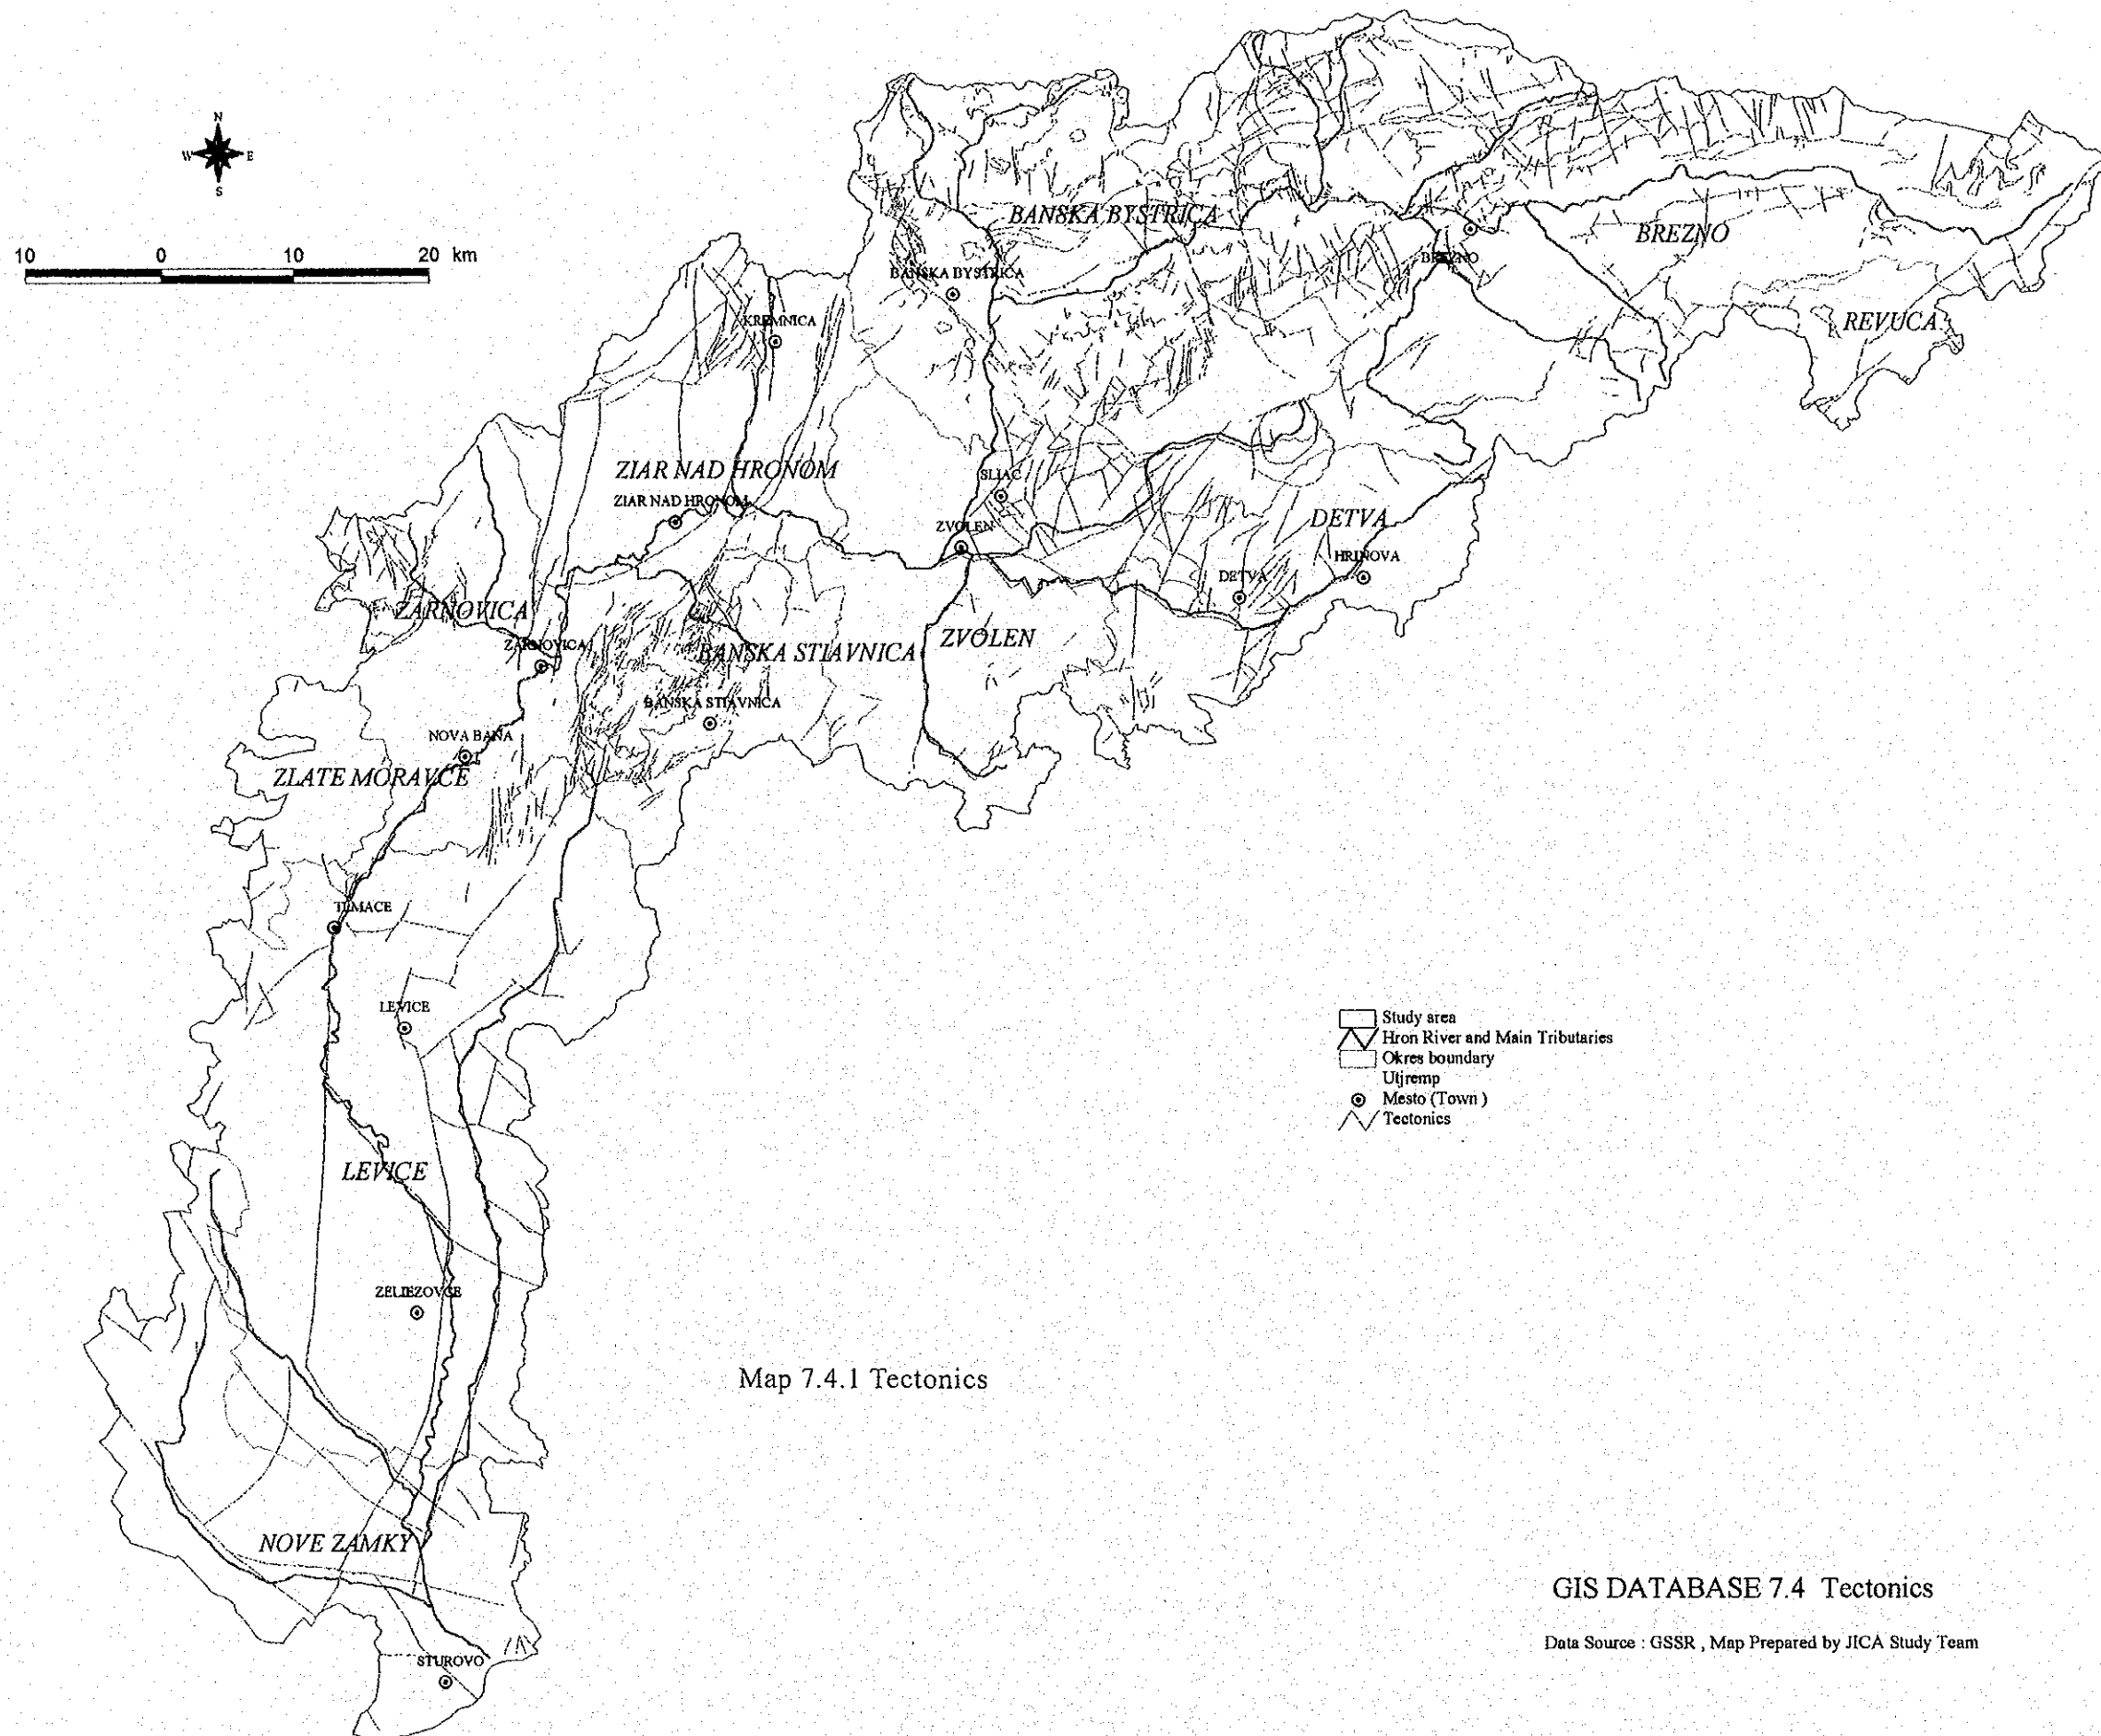 N
W E
S
10 0 10 20 km
BANSKA BYSTRICA
BREZNO
BANSKA BYSTRICA
BREZNO
REVUCA
KREMNICA
ZIAR NAD HRONOM
ZIAR NAD HRONOM
SLIAC
ZVOLEN
DETVA
HRINOVA
DETVA
ZARNOVICA
ZARNOVICA
BANSKA STIAVNICA
ZVOLEN
BANSKA STIAVNICA
NOVA BANA
ZLATE MORAVCE
TLMACE
LEVICE
Study area
Hron River and Main Tributaries
Okres boundary
Utjremp
Mesto (Town )
Tectonics
LEVICE
ZELIEZOVCE
Map 7.4.1 Tectonics
NOVE ZAMKY
GIS DATABASE 7.4 Tectonics
Data Source : GSSR , Map Prepared by JICA Study Team
STUROVO